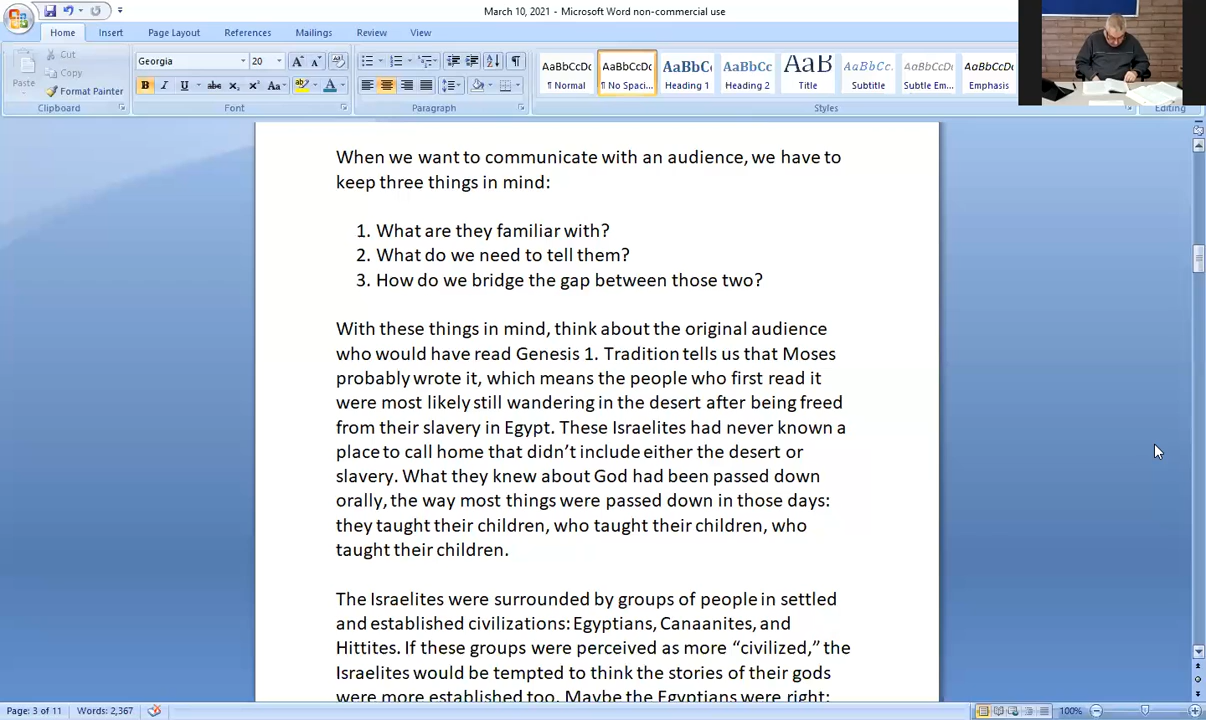 March 10, 2021 - Microsoft Word non-commercial use
Home Insert Page Layout References Mailings Review View
Paste
Cut
Copy
Format Painter
Clipboard
Georgia 20
Font
Paragraph
AaBbCcDc AaBbCcDc AaBbCc AaBbCc AaB AaBbCc. AaBbCcDc AaBbCcDc
¶ Normal ¶ No Spaci... Heading 1 Heading 2 Title Subtitle Subtle Em... Emphasis
Styles
Editing
When we want to communicate with an audience, we have to
keep three things in mind:
1. What are they familiar with?
2. What do we need to tell them?
3. How do we bridge the gap between those two?
With these things in mind, think about the original audience
who would have read Genesis 1. Tradition tells us that Moses
probably wrote it, which means the people who first read it
were most likely still wandering in the desert after being freed
from their slavery in Egypt. These Israelites had never known a
place to call home that didn’t include either the desert or
slavery. What they knew about God had been passed down
orally, the way most things were passed down in those days:
they taught their children, who taught their children, who
taught their children.
The Israelites were surrounded by groups of people in settled
and established civilizations: Egyptians, Canaanites, and
Hittites. If these groups were perceived as more “civilized,” the
Israelites would be tempted to think the stories of their gods
were more established too. Maybe the Egyptians were right:
Page: 3 of 11 Words: 2,367
100%